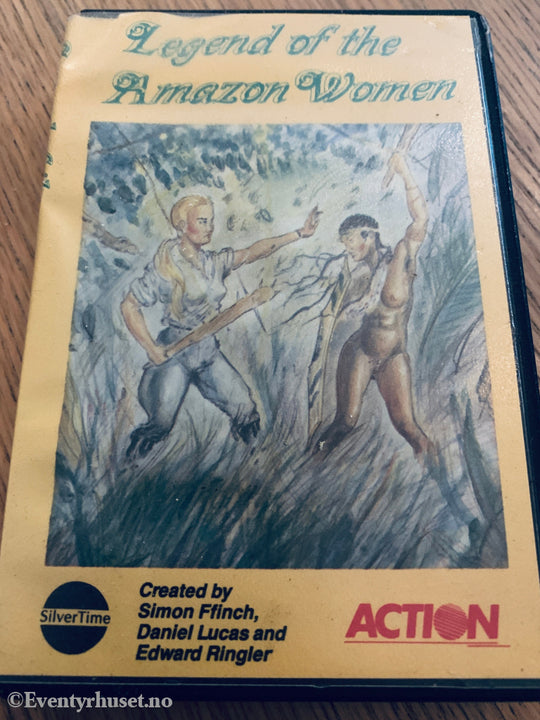 Legend of the
Amazon Women
SilverTime
Created by
Simon Ffinch,
Daniel Lucas and
Edward Ringler
ACTION
©Eventyrhuset.no